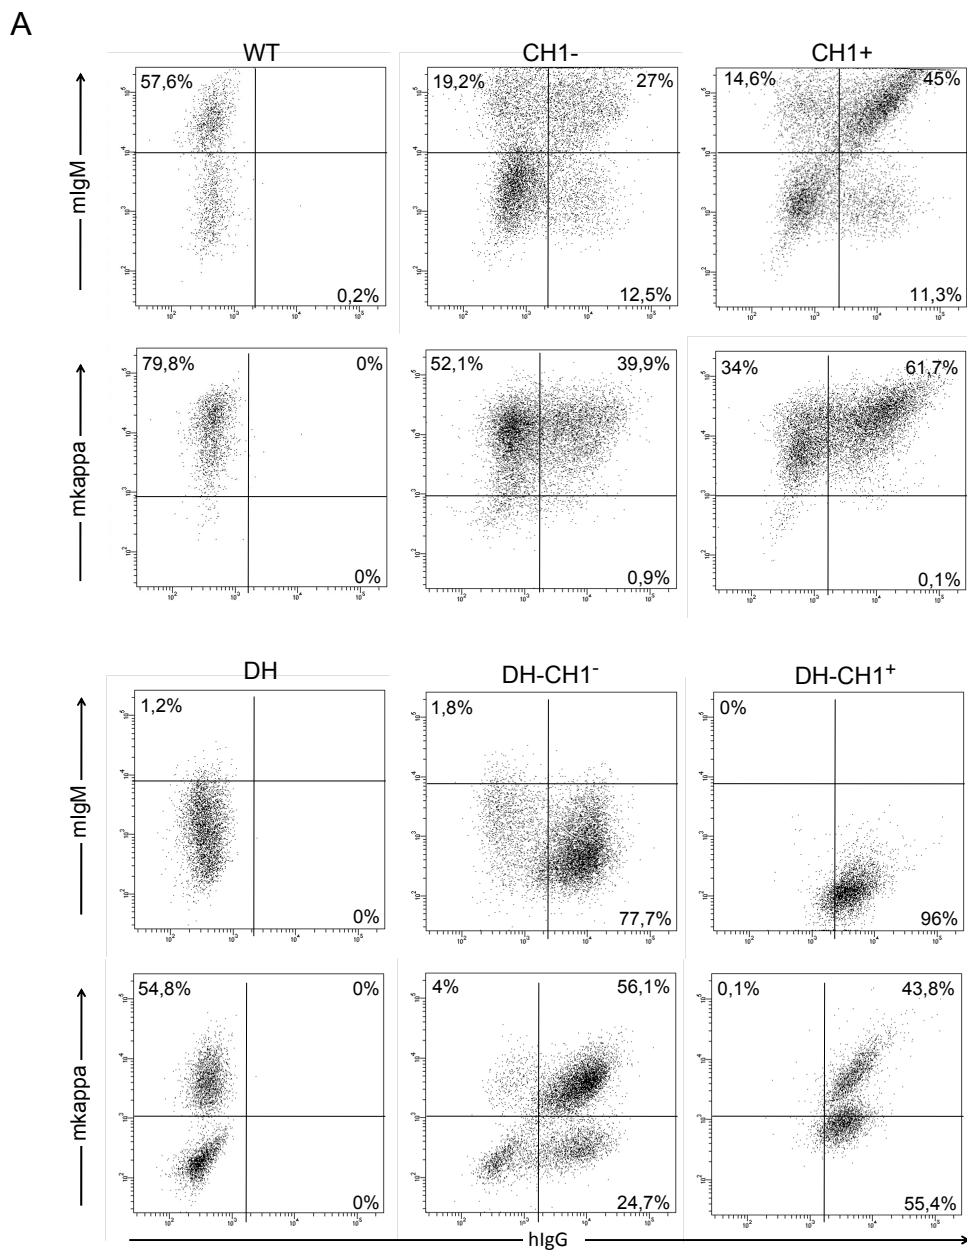 A
WT CH1- CH1+
57,6% 19,2% 27% 14,6% 45%
mIgM
0,2% 12,5% 11,3%
79,8% 0% 52,1% 39,9% 34% 61,7%
mkappa
0% 0,9% 0,1%
DH DH-CH1⁻ DH-CH1⁺
1,2% 1,8% 0%
mIgM
0% 77,7% 96%
54,8% 0% 4% 56,1% 0,1% 43,8%
mkappa
0% 24,7% 55,4%
hIgG